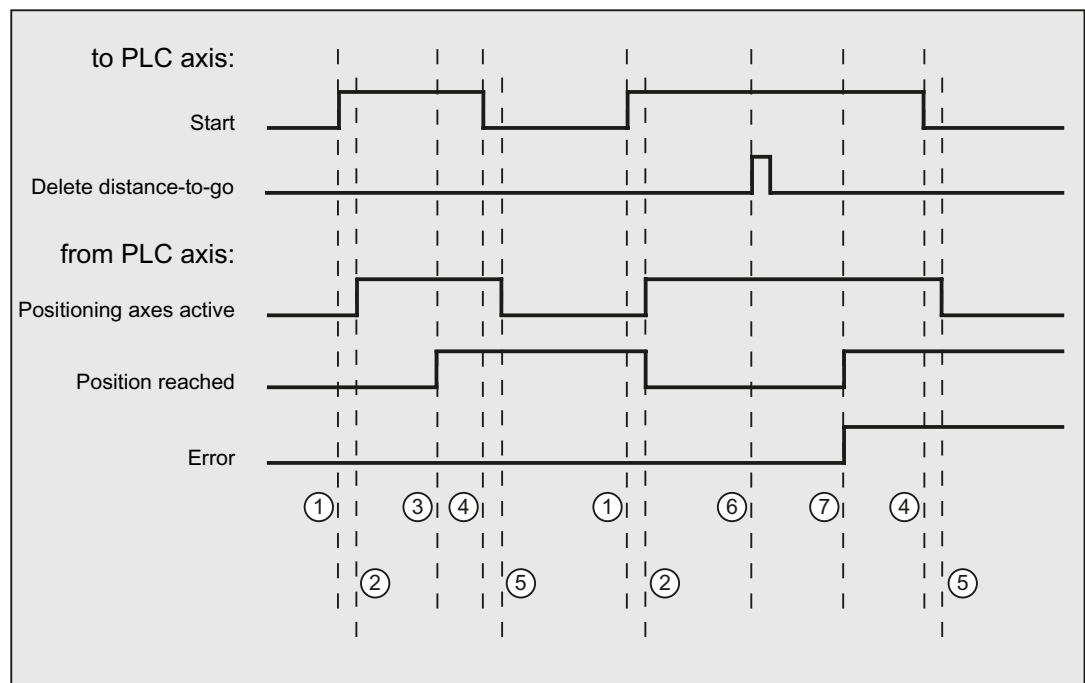 to PLC axis:
Start
Delete distance-to-go
from PLC axis:
Positioning axes active
Position reached
Error
1 3 4 1 6 7 4
2 5 2 5